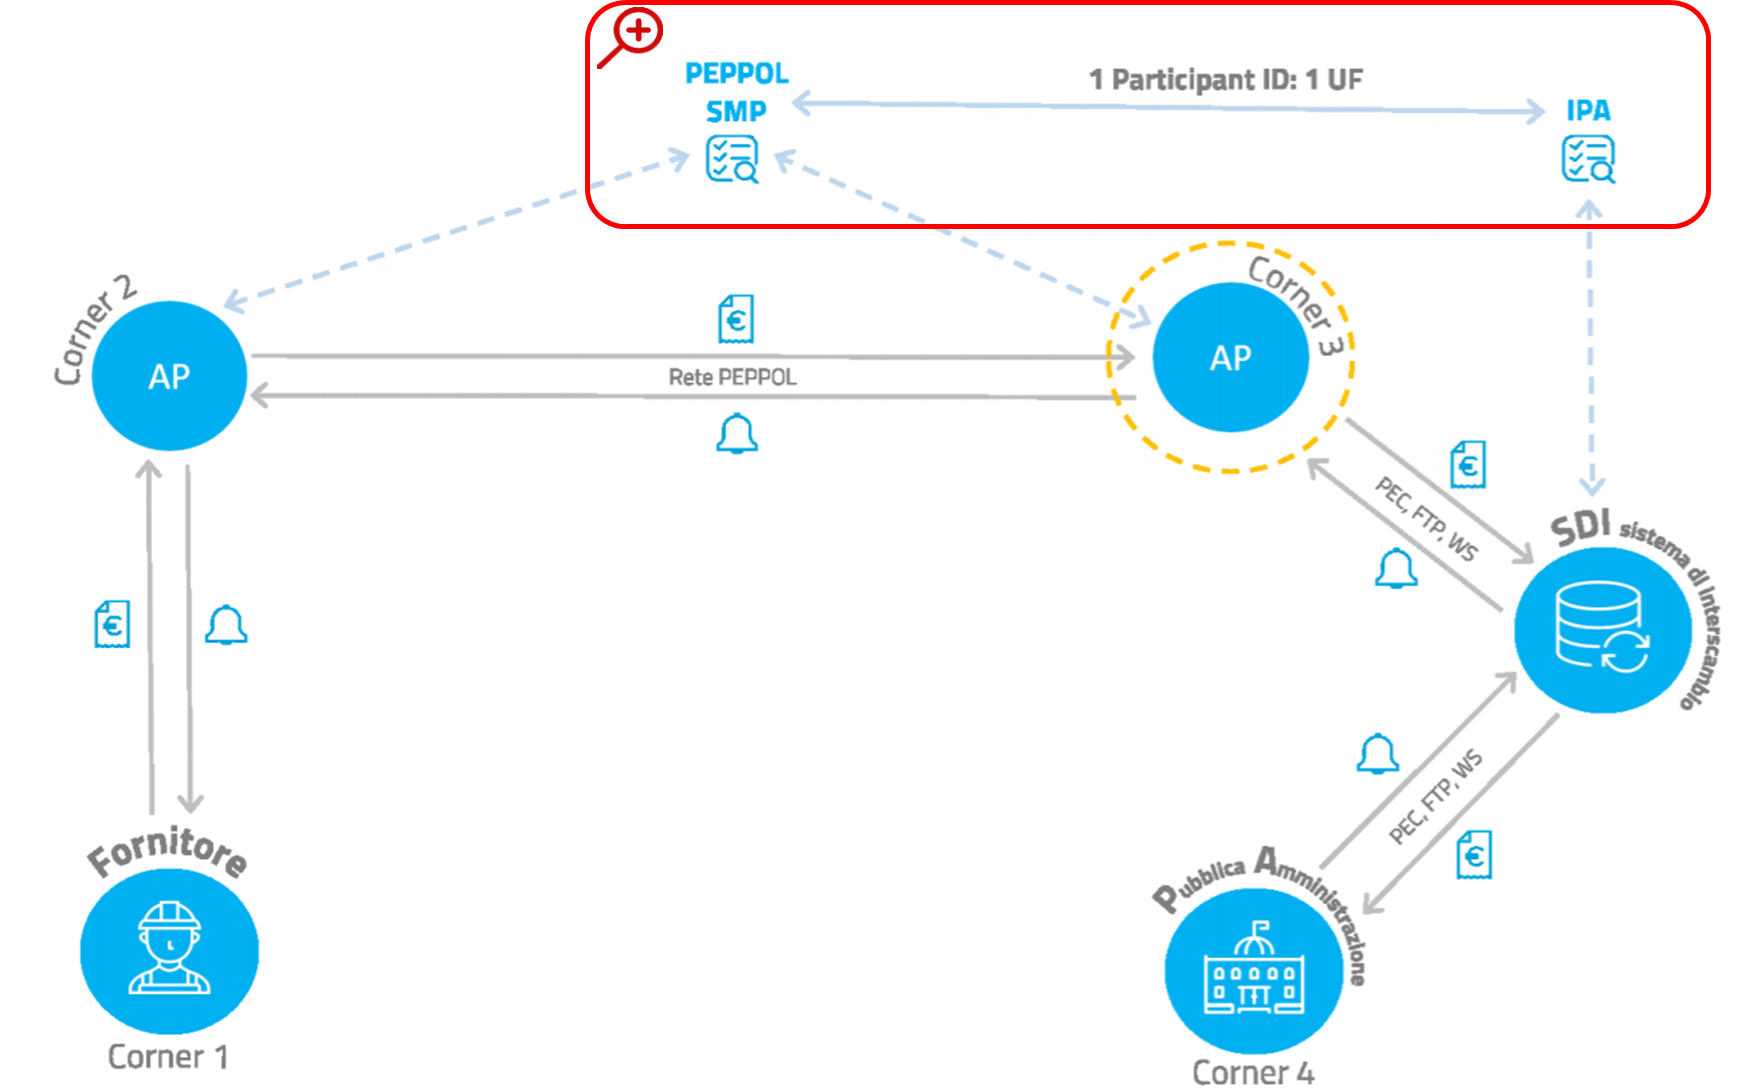 PEPPOL
SMP
1 Participant ID: 1 UF
IPA
Corner 2
AP
Rete PEPPOL
Corner 3
AP
PEC, FTP, WS
SDI sistema di interscambio
PEC, FTP, WS
Fornitore
Corner 1
Pubblica Amministrazione
Corner 4